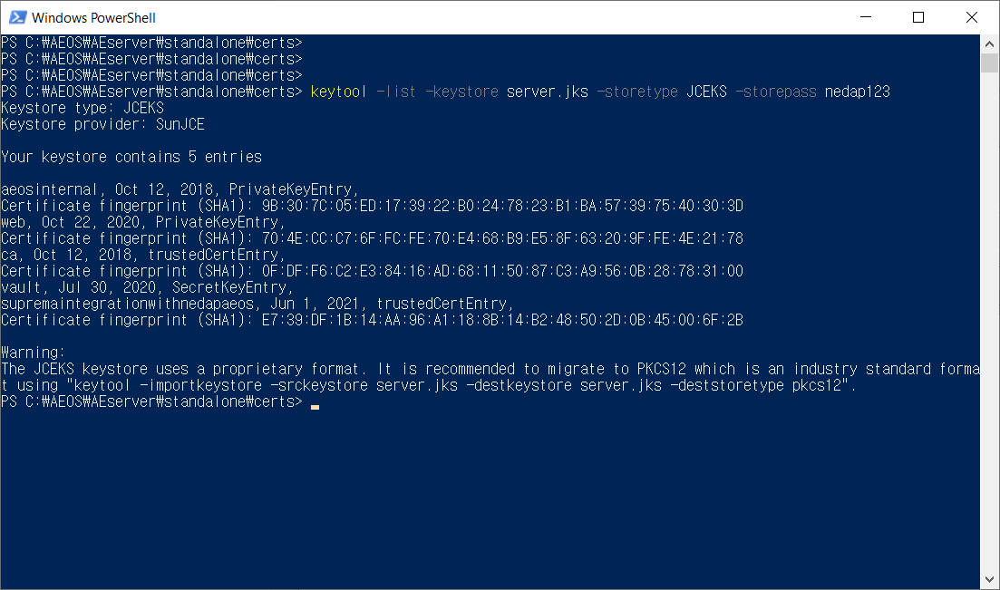 Windows PowerShell
PS C:₩AEOS₩AEserver₩standalone₩certs>
PS C:₩AEOS₩AEserver₩standalone₩certs>
PS C:₩AEOS₩AEserver₩standalone₩certs>
PS C:₩AEOS₩AEserver₩standalone₩certs> keytool -list -keystore server.jks -storetype JCEKS -storepass nedap123
Keystore type: JCEKS
Keystore provider: SunJCE
Your keystore contains 5 entries
aeosinternal, Oct 12, 2018, PrivateKeyEntry,
Certificate fingerprint (SHA1): 9B:30:7C:05:ED:17:39:22:B0:24:78:23:B1:BA:57:39:75:40:30:3D
web, Oct 22, 2020, PrivateKeyEntry,
Certificate fingerprint (SHA1): 70:4E:CC:C7:6F:FC:FE:70:E4:68:B9:E5:8F:63:20:9F:FE:4E:21:78
ca, Oct 12, 2018, trustedCertEntry,
Certificate fingerprint (SHA1): 0F:DF:F6:C2:E3:84:16:AD:68:11:50:87:C3:A9:56:0B:28:78:31:00
vault, Jul 30, 2020, SecretKeyEntry,
supremaintegrationwithnedapaeos, Jun 1, 2021, trustedCertEntry,
Certificate fingerprint (SHA1): E7:39:DF:1B:14:AA:96:A1:18:8B:14:B2:48:50:2D:0B:45:00:6F:2B
Warning:
The JCEKS keystore uses a proprietary format. It is recommended to migrate to PKCS12 which is an industry standard forma
t using "keytool -importkeystore -srckeystore server.jks -destkeystore server.jks -deststoretype pkcs12".
PS C:₩AEOS₩AEserver₩standalone₩certs>